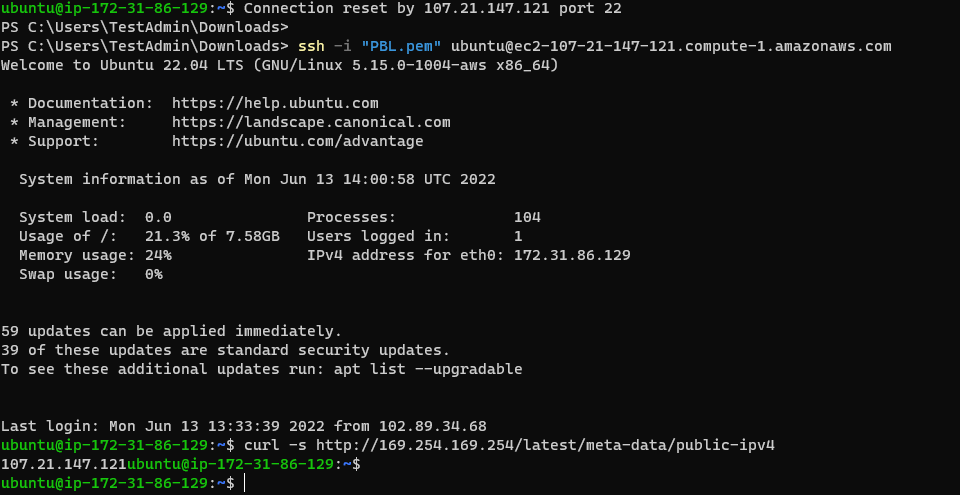 ubuntu@ip-172-31-86-129:~$ Connection reset by 107.21.147.121 port 22
PS C:\Users\TestAdmin\Downloads>
PS C:\Users\TestAdmin\Downloads> ssh -i "PBL.pem" ubuntu@ec2-107-21-147-121.compute-1.amazonaws.com
Welcome to Ubuntu 22.04 LTS (GNU/Linux 5.15.0-1004-aws x86_64)

 * Documentation:  https://help.ubuntu.com
 * Management:     https://landscape.canonical.com
 * Support:        https://ubuntu.com/advantage

  System information as of Mon Jun 13 14:00:58 UTC 2022

  System load:  0.0               Processes:             104
  Usage of /:   21.3% of 7.58GB   Users logged in:       1
  Memory usage: 24%               IPv4 address for eth0: 172.31.86.129
  Swap usage:   0%

59 updates can be applied immediately.
39 of these updates are standard security updates.
To see these additional updates run: apt list --upgradable

Last login: Mon Jun 13 13:33:39 2022 from 102.89.34.68
ubuntu@ip-172-31-86-129:~$ curl -s http://169.254.169.254/latest/meta-data/public-ipv4
107.21.147.121ubuntu@ip-172-31-86-129:~$
ubuntu@ip-172-31-86-129:~$